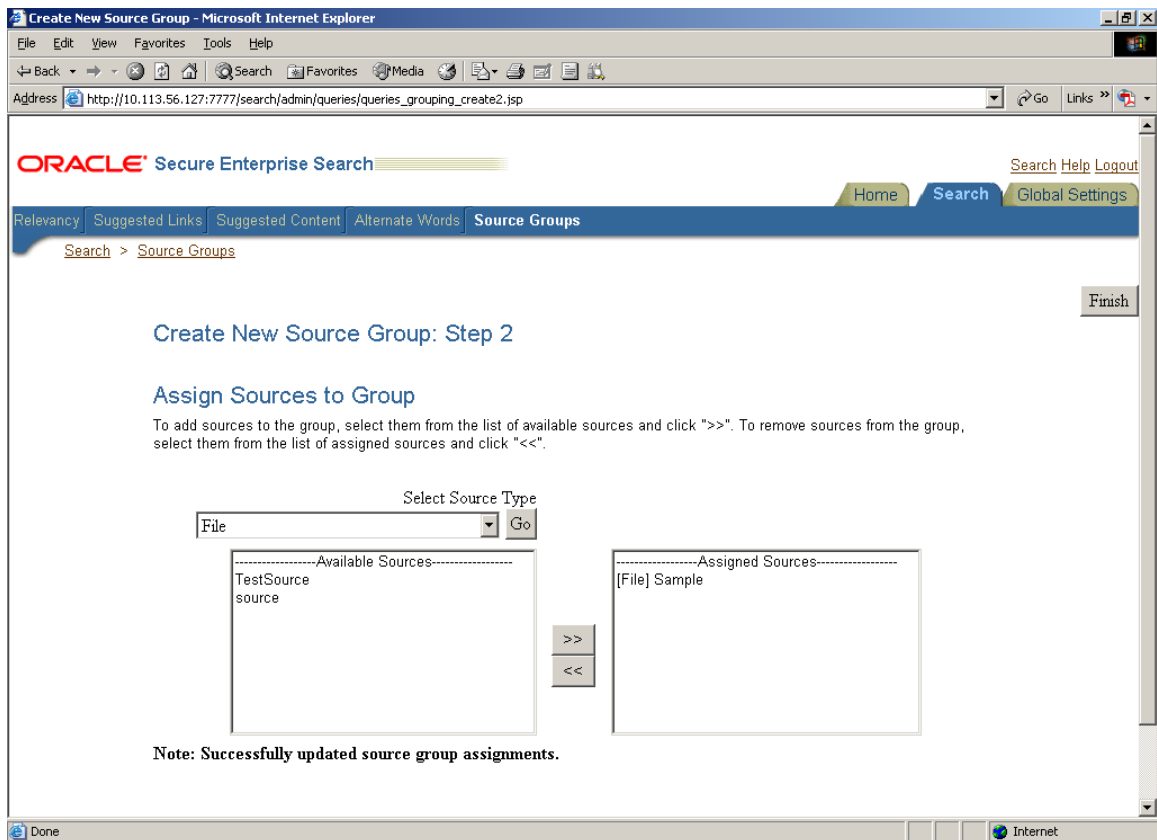 Create New Source Group - Microsoft Internet Explorer
File Edit View Favorites Tools Help
Back Search Favorites Media
Address http://10.113.56.127:7777/search/admin/queries/queries_grouping_create2.jsp Go Links »
ORACLE Secure Enterprise Search
Search Help Logout
Home Search Global Settings
Relevancy Suggested Links Suggested Content Alternate Words Source Groups
Search > Source Groups
Finish
Create New Source Group: Step 2
Assign Sources to Group
To add sources to the group, select them from the list of available sources and click ">>". To remove sources from the group,
select them from the list of assigned sources and click "<<".
Select Source Type
File Go
------------------Available Sources------------------
TestSource
source
>>
<<
------------------Assigned Sources------------------
[File] Sample
Note: Successfully updated source group assignments.
Done Internet